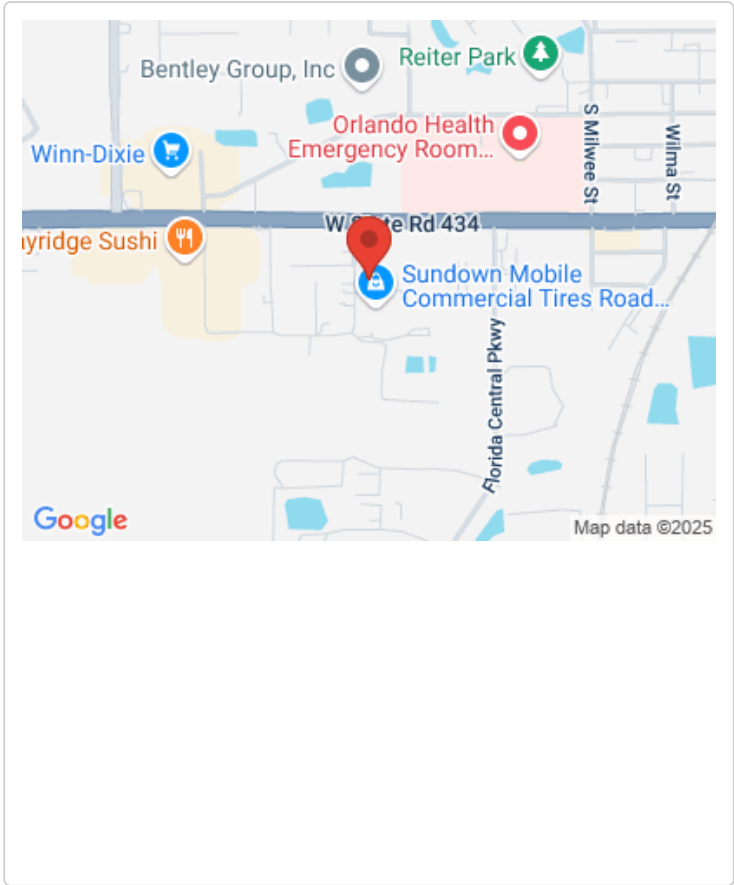 Bentley Group, Inc
Reiter Park
Orlando Health
Emergency Room...
S Milwee St
Wilma St
Winn-Dixie
W
te Rd 434
yridge Sushi
Sundown Mobile
Commercial Tires Road...
Florida Central Pkwy
Google
Map data ©2025